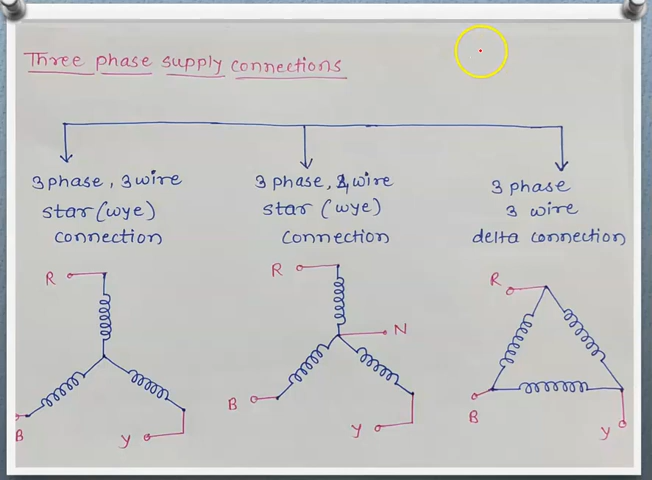 Three phase supply connections
3 phase, 3 wire
star (wye)
connection
3 phase, 4 wire
star (wye)
connection
3 phase
3 wire
delta connection
R
B
Y
R
N
B
Y
R
B
Y